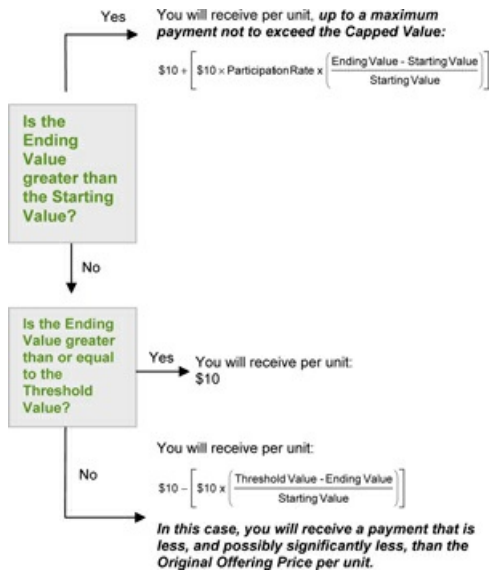 Yes
You will receive per unit, up to a maximum
payment not to exceed the Capped Value:
$10 + [ $10 × Participation Rate x ( Ending Value - Starting Value / Starting Value ) ]
Is the
Ending
Value
greater than
the Starting
Value?
No
Is the Ending
Value greater
than or equal
to the
Threshold
Value?
Yes
You will receive per unit:
$10
No
You will receive per unit:
$10 – [ $10 x ( Threshold Value - Ending Value / Starting Value ) ]
In this case, you will receive a payment that is
less, and possibly significantly less, than the
Original Offering Price per unit.